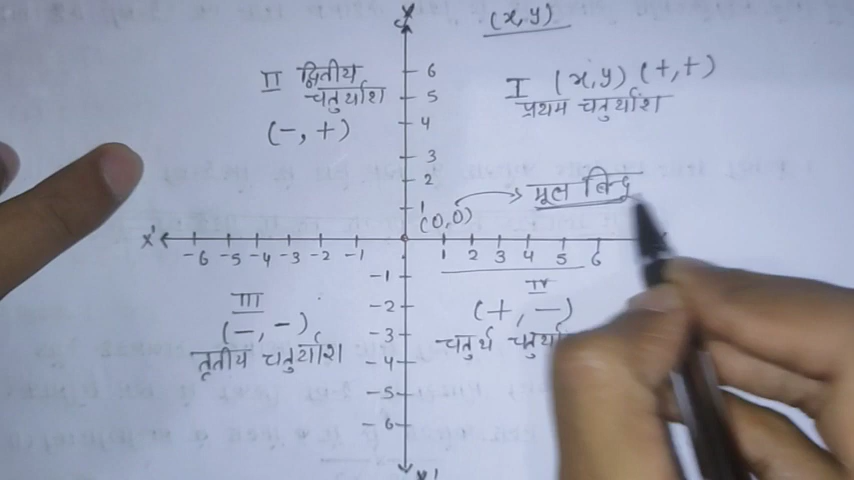 Y
(x,y)
II द्वितीय
चतुर्थांश
(-, +)
I (x,y) (+,+)
प्रथम चतुर्थांश
6
5
4
3
2
1
(0,0)
मूल बिन्दु
X'
-6 -5 -4 -3 -2 -1
1 2 3 4 5 6
-1
-2
-3
-4
-5
-6
III
(-, -)
तृतीय चतुर्थांश
IV
(+, -)
चतुर्थ
Y'